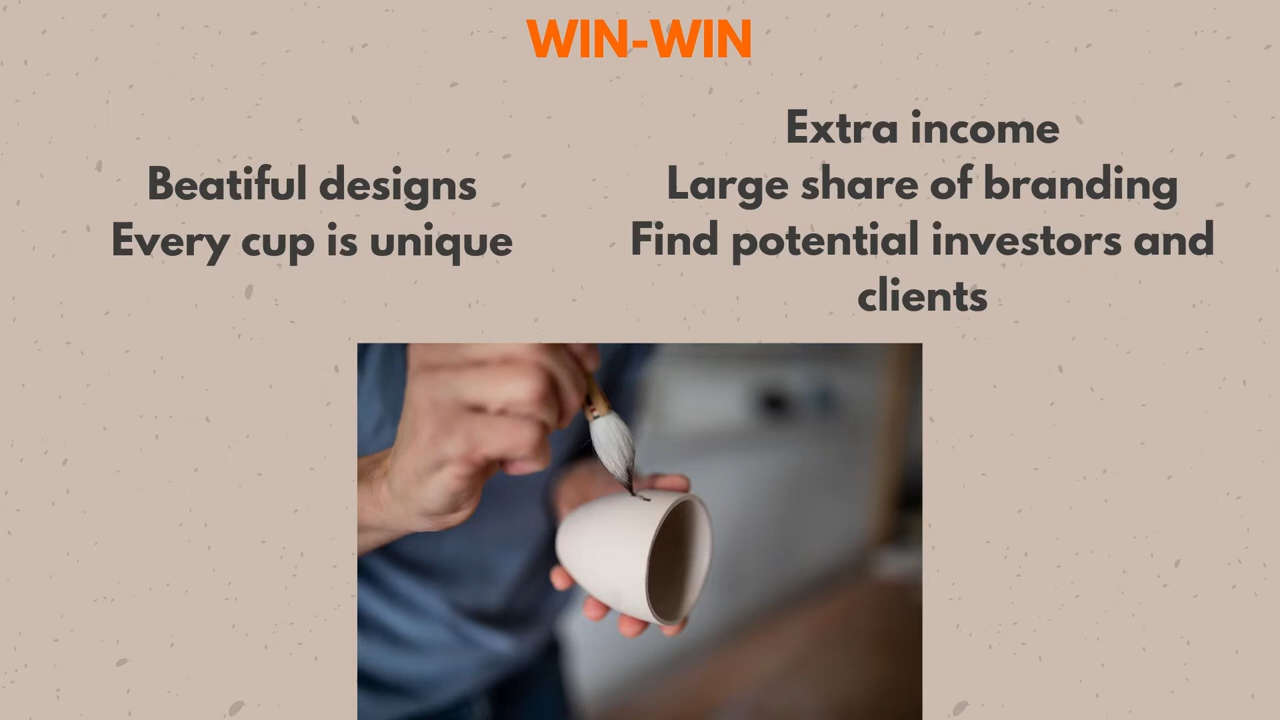 WIN-WIN
Beatiful designs
Every cup is unique
Extra income
Large share of branding
Find potential investors and
clients